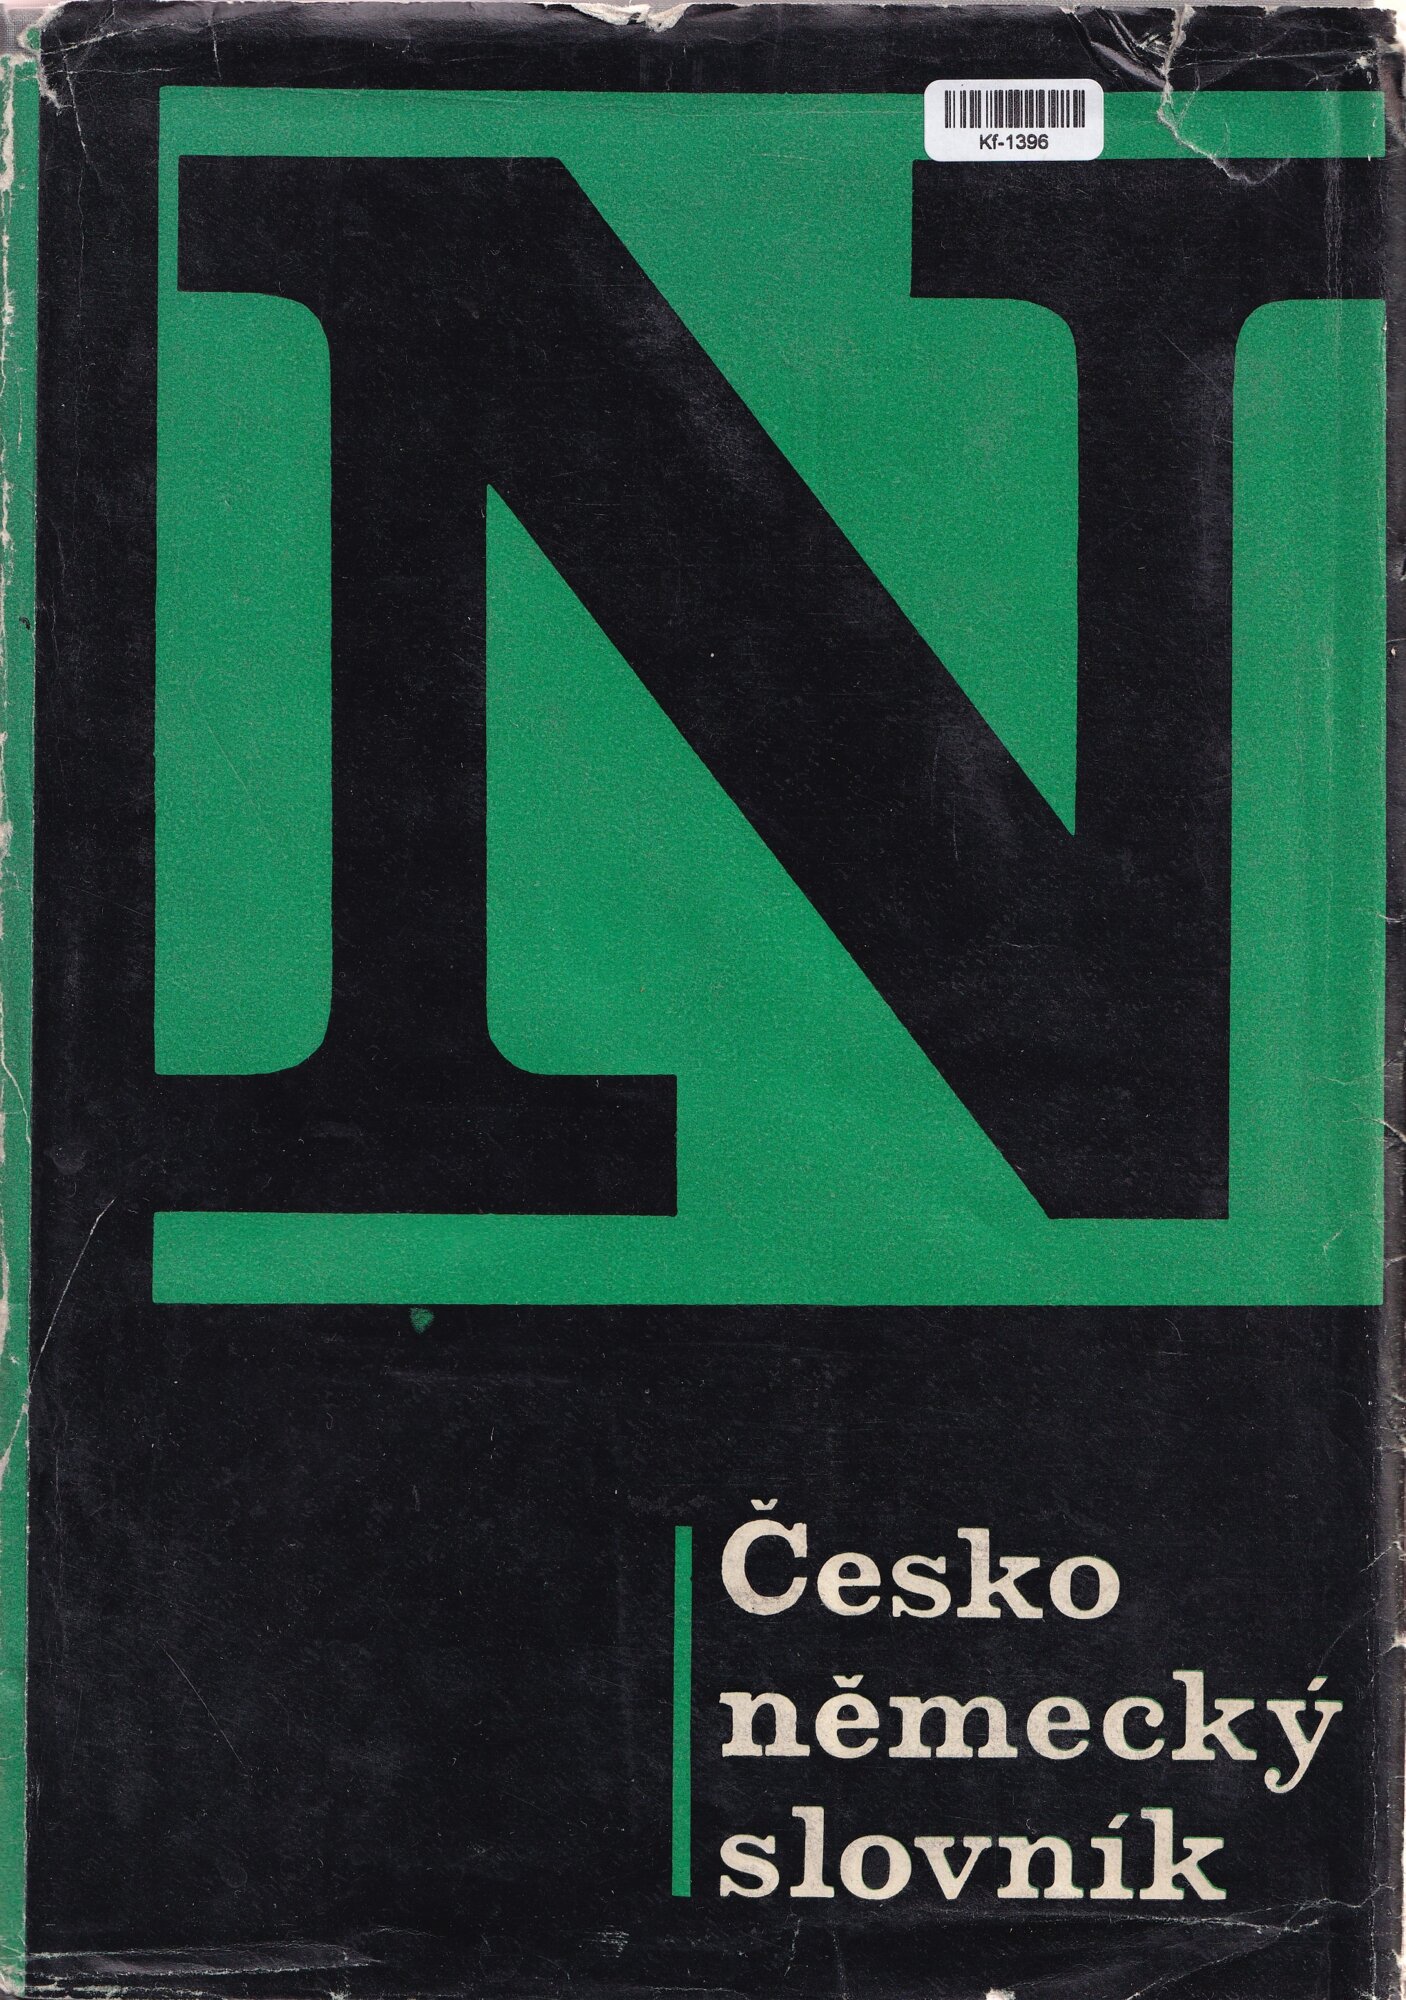 Kf-1396
N
Česko
německý
slovník